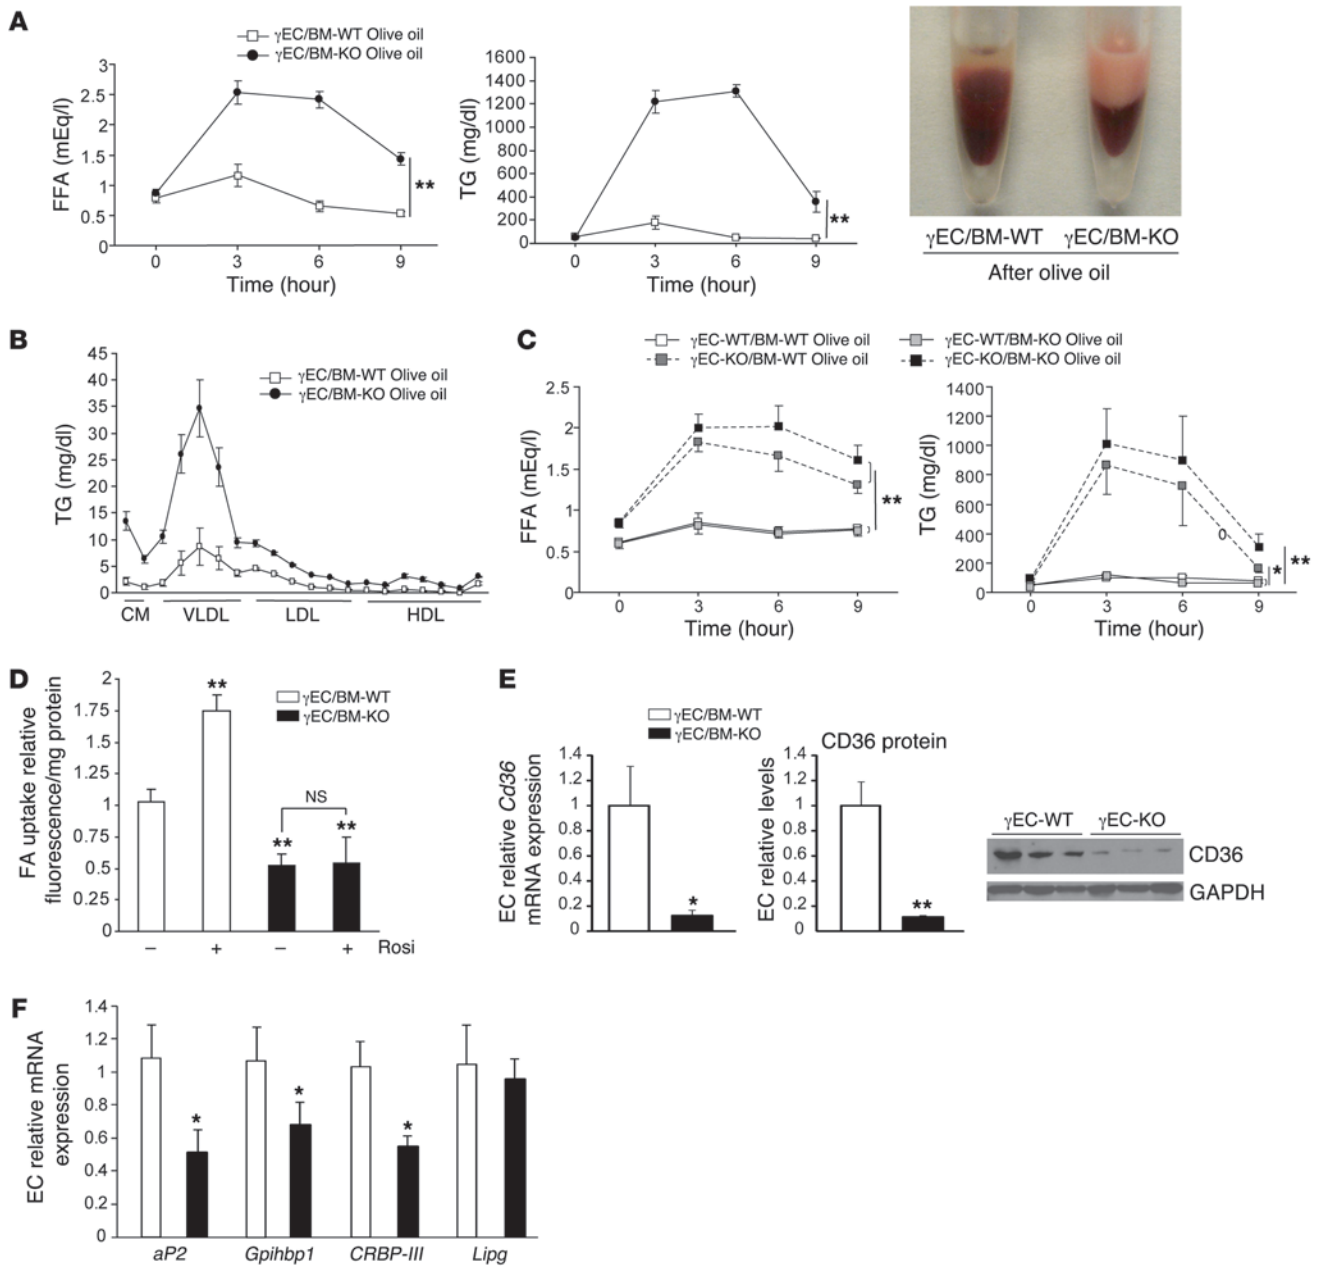 A
γEC/BM-WT Olive oil
γEC/BM-KO Olive oil
FFA (mEq/l)
3
2.5
2
1.5
1
0.5
0
**
0 3 6 9
Time (hour)
TG (mg/dl)
1600
1400
1200
1000
800
600
400
200
0
**
0 3 6 9
Time (hour)
γEC/BM-WT γEC/BM-KO
After olive oil
B
γEC/BM-WT Olive oil
γEC/BM-KO Olive oil
TG (mg/dl)
45
40
35
30
25
20
15
10
5
0
CM VLDL LDL HDL
C
γEC-WT/BM-WT Olive oil γEC-WT/BM-KO Olive oil
γEC-KO/BM-WT Olive oil γEC-KO/BM-KO Olive oil
FFA (mEq/l)
2.5
2
1.5
1
0.5
0
**
0 3 6 9
Time (hour)
TG (mg/dl)
1400
1200
1000
800
600
400
200
0
0
* **
0 3 6 9
Time (hour)
D
FA uptake relative
fluorescence/mg protein
2
1.75
1.5
1.25
1
0.75
0.5
0.25
0
γEC/BM-WT
γEC/BM-KO
**
NS
** **
– + – + Rosi
E
γEC/BM-WT
γEC/BM-KO
EC relative Cd36
mRNA expression
1.4
1.2
1
0.8
0.6
0.4
0.2
0
*
CD36 protein
EC relative levels
1.4
1.2
1
0.8
0.6
0.4
0.2
0
**
γEC-WT γEC-KO
CD36
GAPDH
F
EC relative mRNA
expression
1.4
1.2
1
0.8
0.6
0.4
0.2
0
* * *
aP2 Gpihbp1 CRBP-III Lipg